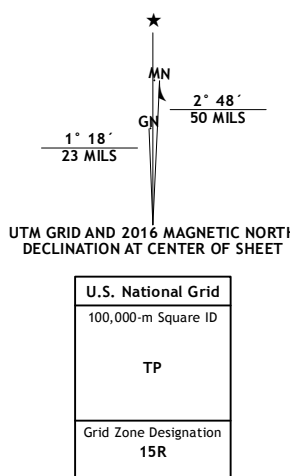 ★
MN
GN
2° 48´
50 MILS
1° 18´
23 MILS
UTM GRID AND 2016 MAGNETIC NORTH
DECLINATION AT CENTER OF SHEET
U.S. National Grid
100,000-m Square ID
TP
Grid Zone Designation
15R